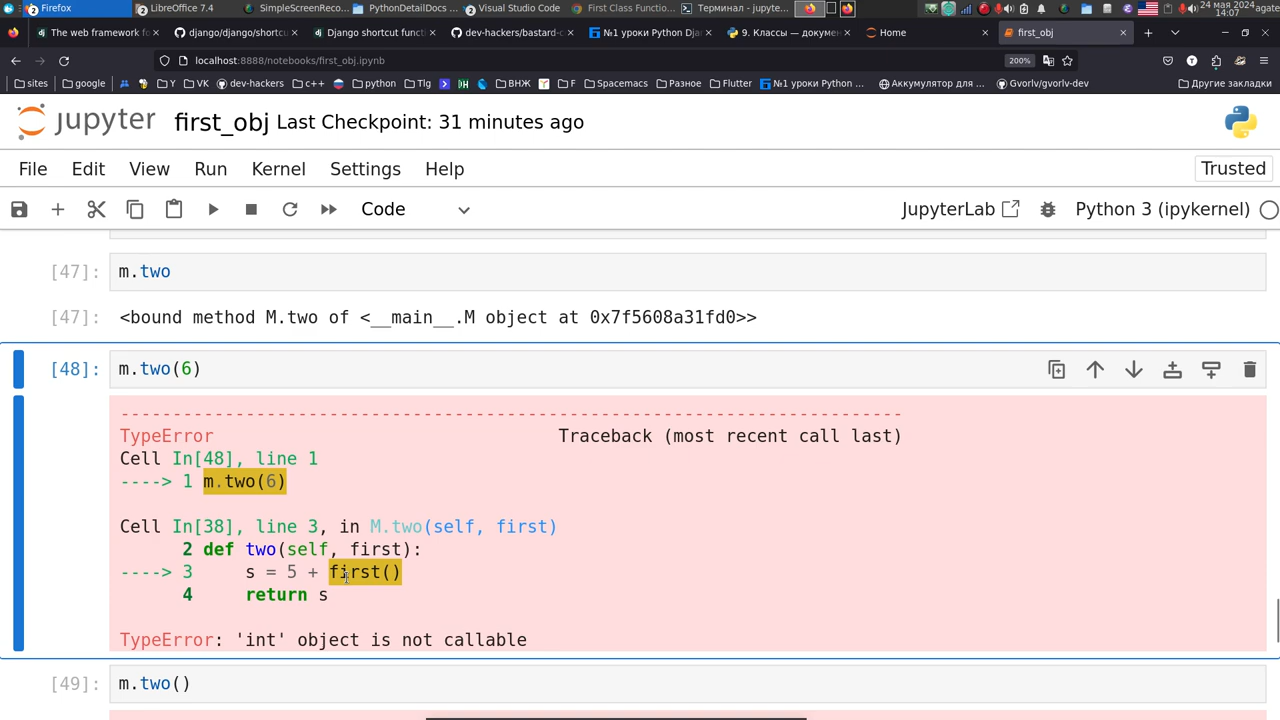 Firefox LibreOffice 7.4 SimpleScreenReco... PythonDetailDocs ... 2 Visual Studio Code First Class Functio... Терминал - jupyte... 24 мая 2024 agate
14:07
The web framework fo django/django/shortcu Django shortcut functi dev-hackers/bastard-c №1 уроки Python Dja 9. Классы — докумен Home first_obj
localhost:8888/notebooks/first_obj.ipynb 200%
sites google Y VK dev-hackers c++ python Tlg ВНЖ F Spacemacs Разное Flutter №1 уроки Python Dj... Аккумулятор для ... Gvorlv/gvorlv-dev Другие закладки
jupyter first_obj Last Checkpoint: 31 minutes ago
File Edit View Run Kernel Settings Help Trusted
Code JupyterLab Python 3 (ipykernel)
[47]: m.two
[47]: <bound method M.two of <__main__.M object at 0x7f5608a31fd0>>
[48]: m.two(6)
---------------------------------------------------------------------------
TypeError Traceback (most recent call last)
Cell In[48], line 1
----> 1 m.two(6)
Cell In[38], line 3, in M.two(self, first)
2 def two(self, first):
----> 3 s = 5 + first()
4 return s
TypeError: 'int' object is not callable
[49]: m.two()